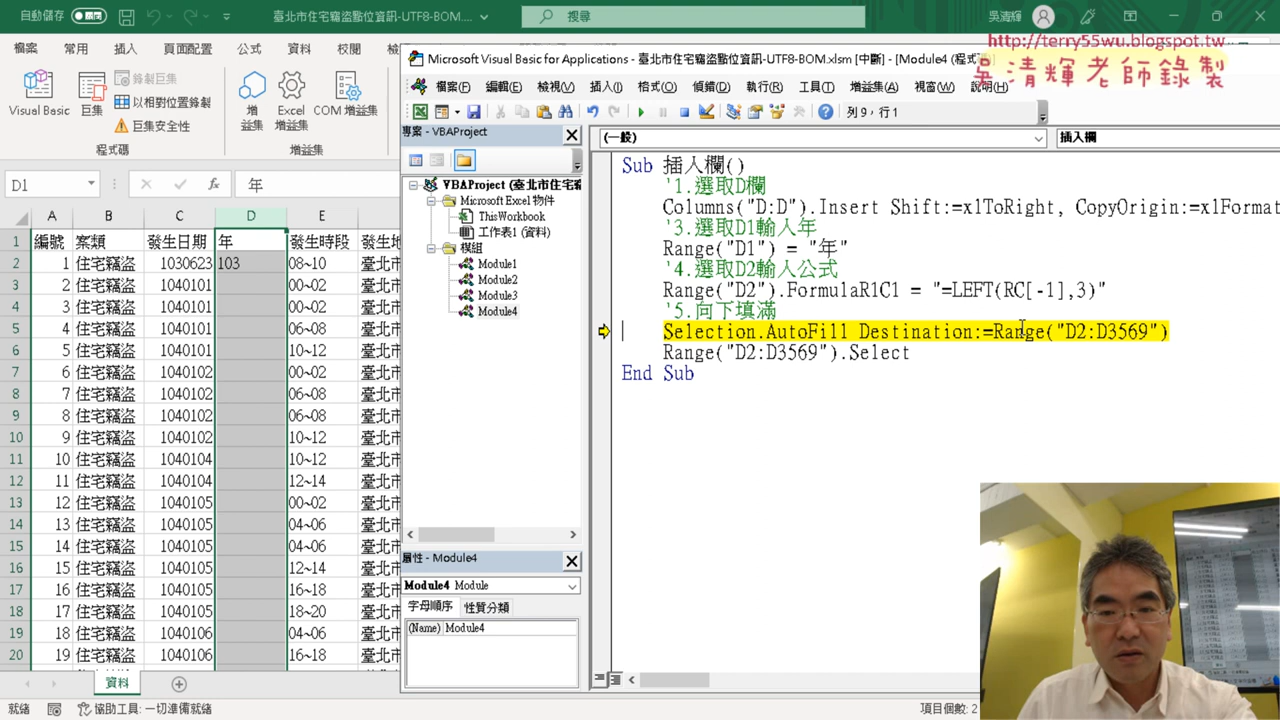 自動儲存
臺北市住宅竊盜點位資訊-UTF8-BOM....
搜尋
吳清輝
http://terry55wu.blogspot.tw
吳清輝老師錄製
檔案 常用 插入 頁面配置 公式 資料 校閱
Visual Basic
巨集
錄製巨集
以相對位置錄製
巨集安全性
程式碼
增益集
Excel 增益集
COM 增益集
增益集
D1
年
Microsoft Visual Basic for Applications - 臺北市住宅竊盜點位資訊-UTF8-BOM.xlsm [中斷] - [Module4 (程式碼)]
檔案(F) 編輯(E) 檢視(V) 插入(I) 格式(O) 偵錯(D) 執行(R) 工具(T) 增益集(A) 視窗(W) 說明(H)
列 9，行 1
專案 - VBAProject
VBAProject (臺北市住宅竊
Microsoft Excel 物件
ThisWorkbook
工作表1 (資料)
模組
Module1
Module2
Module3
Module4
屬性 - Module4
Module4 Module
字母順序 性質分類
(Name) Module4
(一般) 插入欄
Sub 插入欄()
'1.選取D欄
Columns("D:D").Insert Shift:=xlToRight, CopyOrigin:=xlFormat
'3.選取D1輸入年
Range("D1") = "年"
'4.選取D2輸入公式
Range("D2").FormulaR1C1 = "=LEFT(RC[-1],3)"
'5.向下填滿
Selection.AutoFill Destination:=Range("D2:D3569")
Range("D2:D3569").Select
End Sub
A B C D E
1 編號 案類 發生日期 年 發生時段 發生地
2 1 住宅竊盜 1030623 103 08~10 臺北市
3 2 住宅竊盜 1040101 00~02 臺北市
4 3 住宅竊盜 1040101 00~02 臺北市
5 4 住宅竊盜 1040101 06~08 臺北市
6 5 住宅竊盜 1040101 10~12 臺北市
7 6 住宅竊盜 1040102 00~02 臺北市
8 7 住宅竊盜 1040102 06~08 臺北市
9 8 住宅竊盜 1040102 06~08 臺北市
10 9 住宅竊盜 1040102 10~12 臺北市
11 10 住宅竊盜 1040104 10~12 臺北市
12 11 住宅竊盜 1040104 12~14 臺北市
13 12 住宅竊盜 1040105 00~02 臺北市
14 13 住宅竊盜 1040105 04~06 臺北市
15 14 住宅竊盜 1040105 04~06 臺北市
16 15 住宅竊盜 1040105 12~14 臺北市
17 16 住宅竊盜 1040105 16~18 臺北市
18 17 住宅竊盜 1040105 18~20 臺北市
19 18 住宅竊盜 1040106 04~06 臺北市
20 19 住宅竊盜 1040106 16~18 臺北市
資料
就緒 協助工具: 一切準備就緒
項目個數: 2